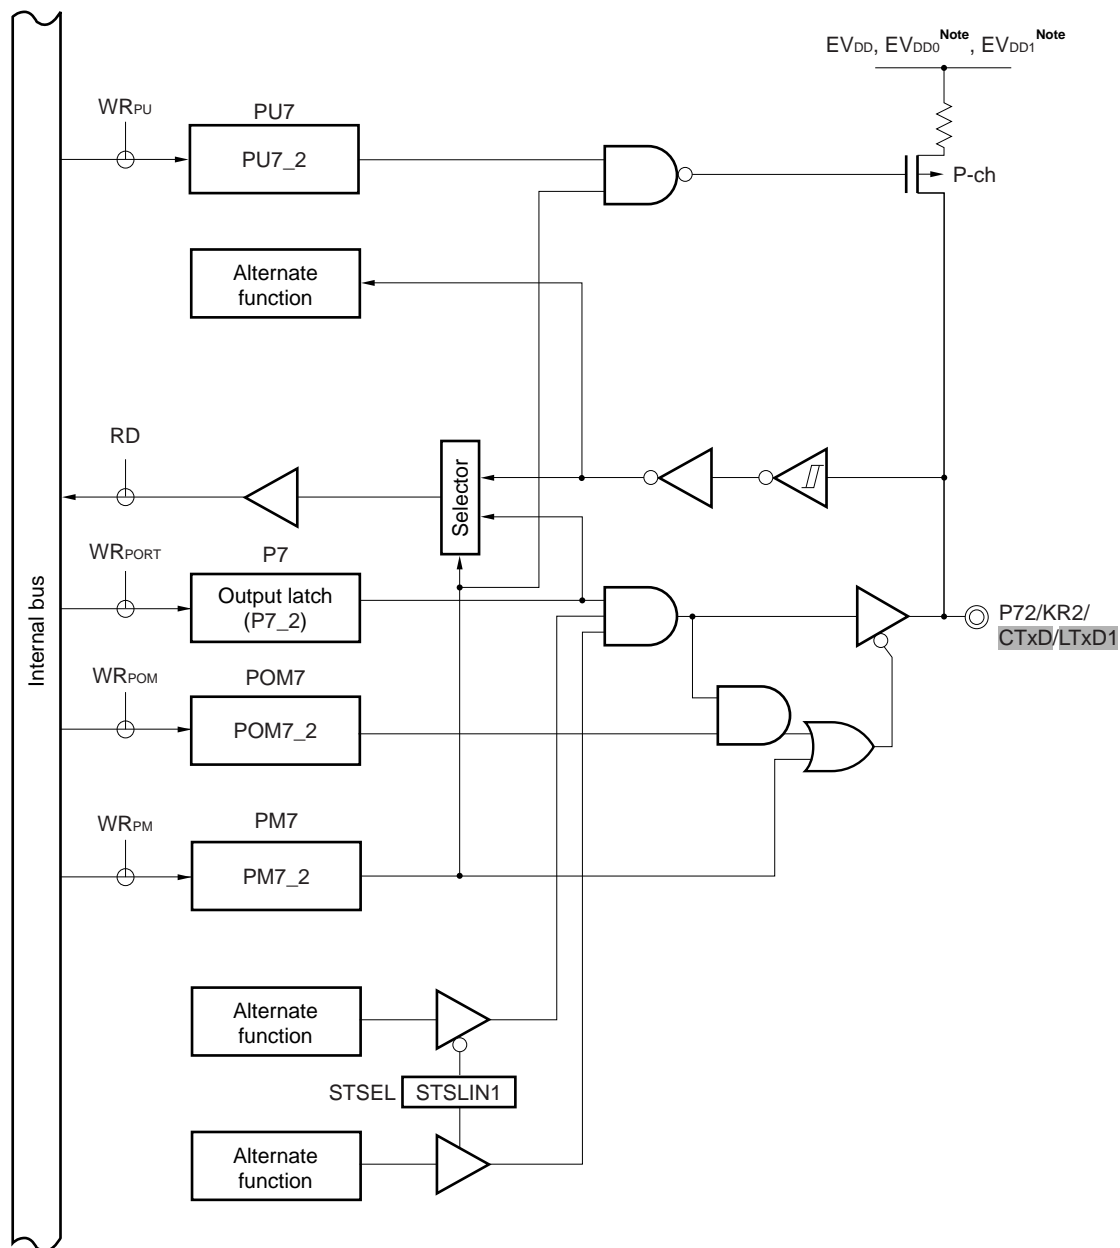 EVDD, EVDD0Note, EVDD1Note
WRPU
PU7
PU7_2
P-ch
Alternate
function
RD
Selector
WRPORT
P7
Output latch
(P7_2)
P72/KR2/
CTxD/LTxD1
Internal bus
WRPOM
POM7
POM7_2
WRPM
PM7
PM7_2
Alternate
function
STSEL
STSLIN1
Alternate
function